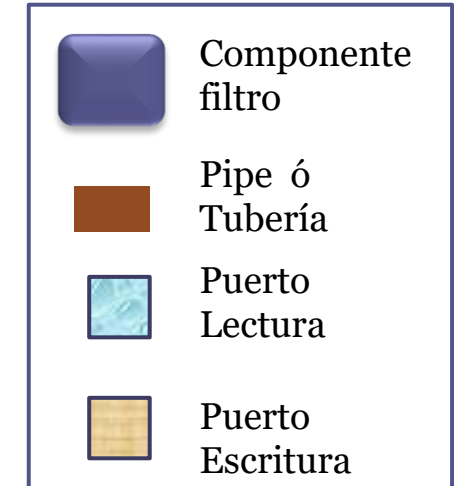 Componente
filtro
Pipe ó
Tubería
Puerto
Lectura
Puerto
Escritura